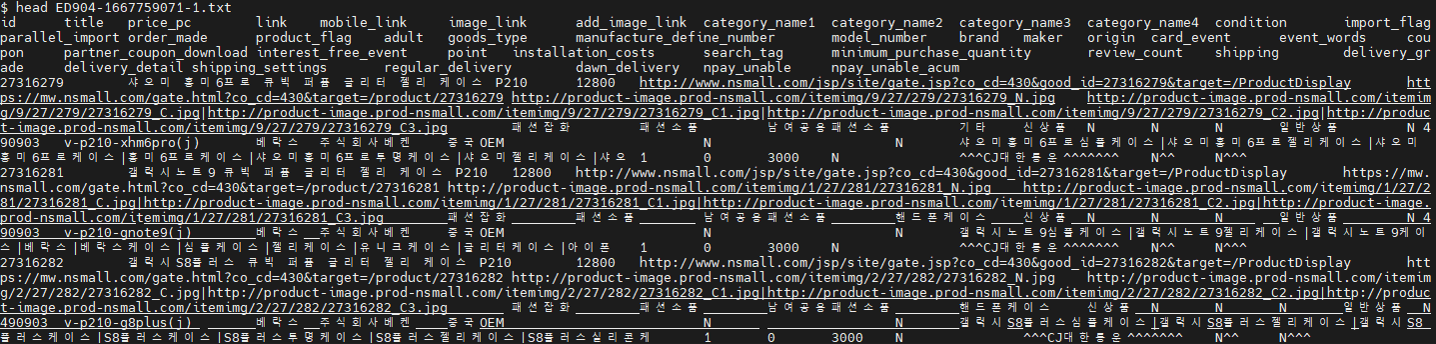 $ head ED904-1667759071-1.txt
id title price_pc link mobile_link image_link add_image_link category_name1 category_name2 category_name3 category_name4 condition import_flag
parallel_import order_made product_flag adult goods_type manufacture_define_number model_number brand maker origin card_event event_words cou
pon partner_coupon_download interest_free_event point installation_costs search_tag minimum_purchase_quantity review_count shipping delivery_gr
ade delivery_detail shipping_settings regular_delivery dawn_delivery npay_unable npay_unable_acum
27316279 샤오미 홍미6프로 큐빅 퍼퓸 글리터 젤리 케이스 P210 12800 http://www.nsmall.com/jsp/site/gate.jsp?co_cd=430&good_id=27316279&target=/ProductDisplay htt
ps://mw.nsmall.com/gate.html?co_cd=430&target=/product/27316279 http://product-image.prod-nsmall.com/itemimg/9/27/279/27316279_N.jpg http://product-image.prod-nsmall.com/itemim
g/9/27/279/27316279_C.jpg|http://product-image.prod-nsmall.com/itemimg/9/27/279/27316279_C1.jpg|http://product-image.prod-nsmall.com/itemimg/9/27/279/27316279_C2.jpg|http://produc
t-image.prod-nsmall.com/itemimg/9/27/279/27316279_C3.jpg 패션잡화 패션소품 남여공용패션소품 기타 신상품 N N N 일반상품 N 4
90903 v-p210-xhm6pro(j) 베락스 주식회사베켄 중국OEM N N 샤오미홍미6프로심플케이스|샤오미홍미6프로젤리케이스|샤오미
홍미6프로케이스|홍미6프로케이스|샤오미홍미6프로투명케이스|샤오미젤리케이스|샤오 1 0 3000 N ^^^CJ대한통운^^^^^^^ N^^ N^^^
27316281 갤럭시노트9 큐빅 퍼퓸 글리터 젤리 케이스 P210 12800 http://www.nsmall.com/jsp/site/gate.jsp?co_cd=430&good_id=27316281&target=/ProductDisplay https://mw.
nsmall.com/gate.html?co_cd=430&target=/product/27316281 http://product-image.prod-nsmall.com/itemimg/1/27/281/27316281_N.jpg http://product-image.prod-nsmall.com/itemimg/1/27/2
81/27316281_C.jpg|http://product-image.prod-nsmall.com/itemimg/1/27/281/27316281_C1.jpg|http://product-image.prod-nsmall.com/itemimg/1/27/281/27316281_C2.jpg|http://product-image.
prod-nsmall.com/itemimg/1/27/281/27316281_C3.jpg 패션잡화 패션소품 남여공용패션소품 핸드폰케이스 신상품 N N N 일반상품 N 4
90903 v-p210-gnote9(j) 베락스 주식회사베켄 중국OEM N N 갤럭시노트9심플케이스|갤럭시노트9젤리케이스|갤럭시노트9케이
스|베락스|베락스케이스|심플케이스|젤리케이스|유니크케이스|글리터케이스|아이폰 1 0 3000 N ^^^CJ대한통운^^^^^^^ N^^ N^^^
27316282 갤럭시S8플러스 큐빅 퍼퓸 글리터 젤리 케이스 P210 12800 http://www.nsmall.com/jsp/site/gate.jsp?co_cd=430&good_id=27316282&target=/ProductDisplay htt
ps://mw.nsmall.com/gate.html?co_cd=430&target=/product/27316282 http://product-image.prod-nsmall.com/itemimg/2/27/282/27316282_N.jpg http://product-image.prod-nsmall.com/itemim
g/2/27/282/27316282_C.jpg|http://product-image.prod-nsmall.com/itemimg/2/27/282/27316282_C1.jpg|http://product-image.prod-nsmall.com/itemimg/2/27/282/27316282_C2.jpg|http://produc
t-image.prod-nsmall.com/itemimg/2/27/282/27316282_C3.jpg 패션잡화 패션소품 남여공용패션소품 핸드폰케이스 신상품 N N N 일반상품 N
490903 v-p210-g8plus(j) 베락스 주식회사베켄 중국OEM N N 갤럭시S8플러스심플케이스|갤럭시S8플러스젤리케이스|갤럭시S8
플러스케이스|S8플러스케이스|S8플러스투명케이스|S8플러스젤리케이스|S8플러스실리콘케 1 0 3000 N ^^^CJ대한통운^^^^^^^ N^^ N^^^